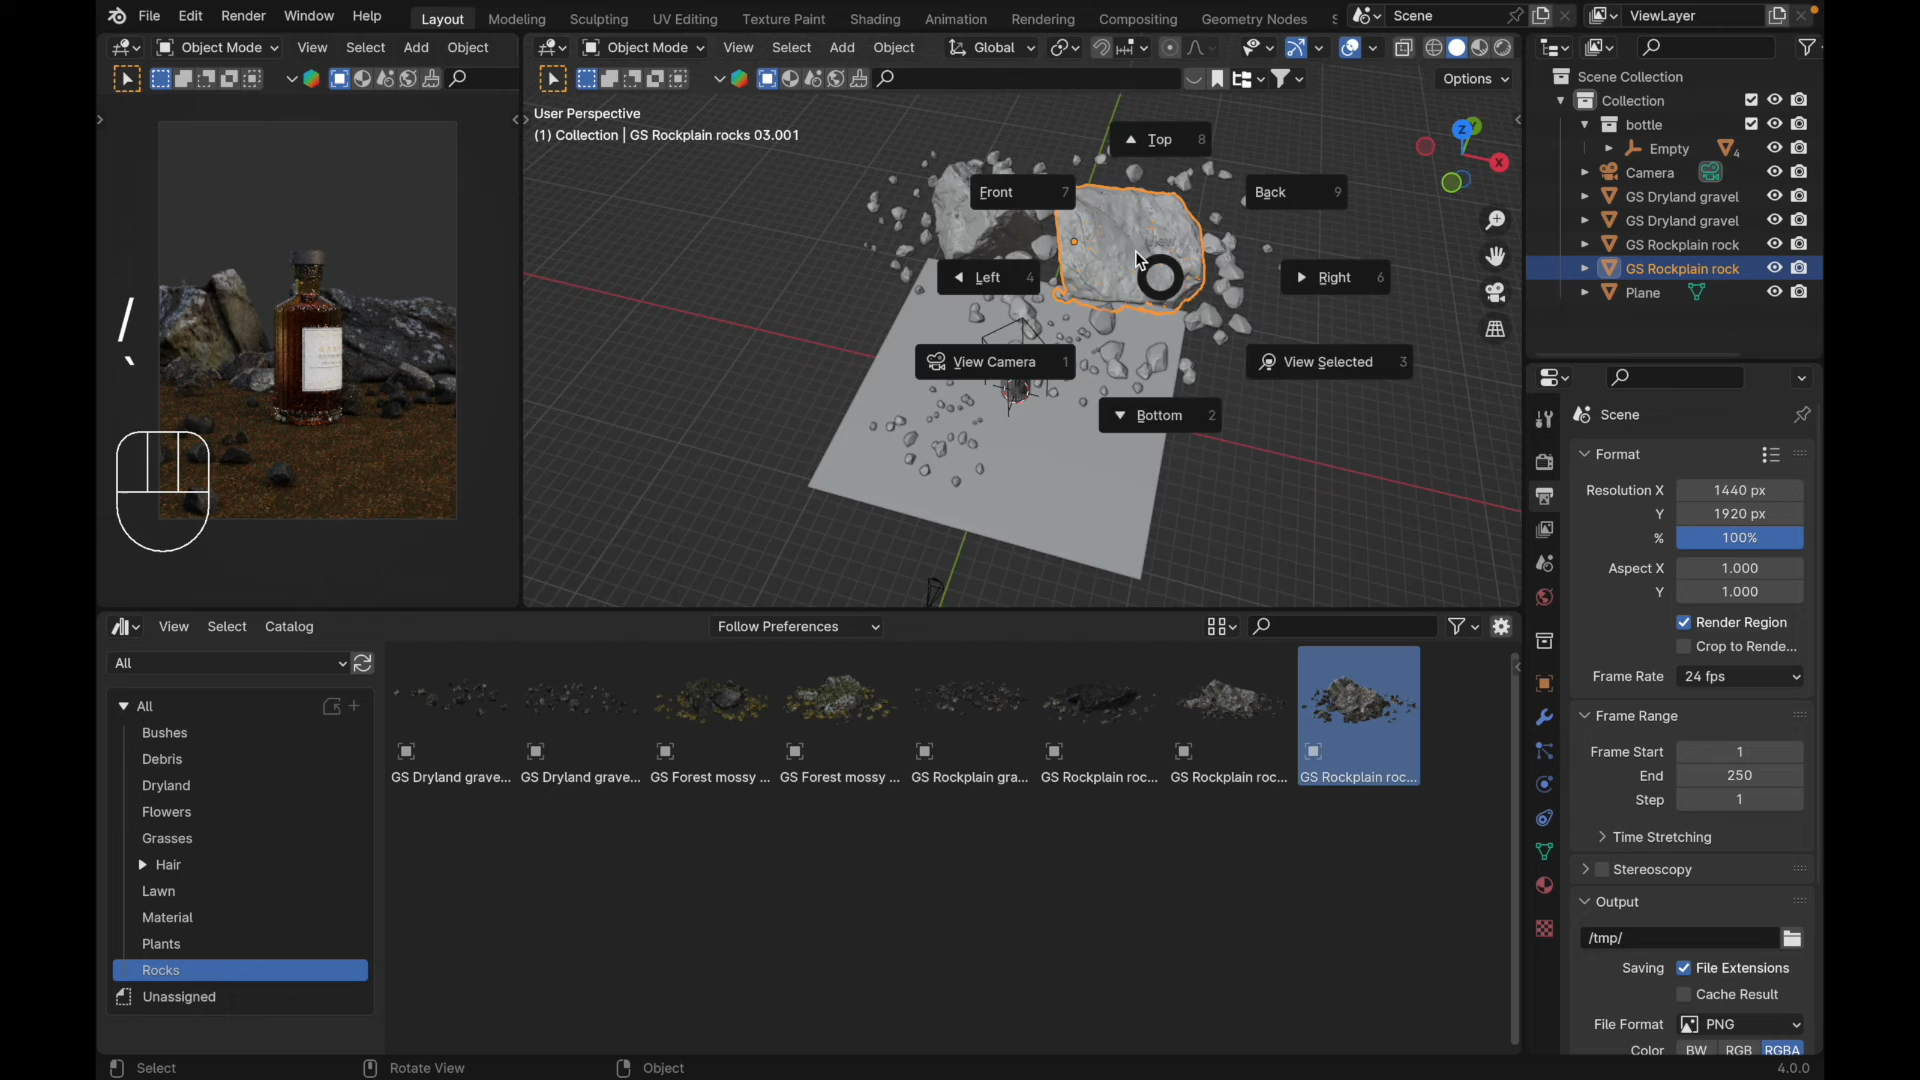 File Edit Render Window Help Layout Modeling Sculpting UV Editing Texture Paint Shading Animation Rendering Compositing Geometry Nodes S Scene ViewLayer
Object Mode View Select Add Object
Object Mode View Select Add Object Global
Options
User Perspective
(1) Collection | GS Rockplain rocks 03.001
Top 8
Front 7
Back 9
Left 4
Right 6
View Camera 1
View Selected 3
Bottom 2
Z
Y
X
/
`
Scene Collection
Collection
bottle
Empty 4
Camera
GS Dryland gravel
GS Dryland gravel
GS Rockplain rock
GS Rockplain rock
Plane
Scene
Format
Resolution X 1440 px
Y 1920 px
% 100%
Aspect X 1.000
Y 1.000
Render Region
Crop to Rende...
Frame Rate 24 fps
Frame Range
Frame Start 1
End 250
Step 1
Time Stretching
Stereoscopy
Output
/tmp/
Saving File Extensions
Cache Result
File Format PNG
Color BW RGB RGBA
View Select Catalog Follow Preferences
All
All
Bushes
Debris
Dryland
Flowers
Grasses
Hair
Lawn
Material
Plants
Rocks
Unassigned
GS Dryland grave... GS Dryland grave... GS Forest mossy ... GS Forest mossy ... GS Rockplain gra... GS Rockplain roc... GS Rockplain roc... GS Rockplain roc...
Select Rotate View Object 4.0.0